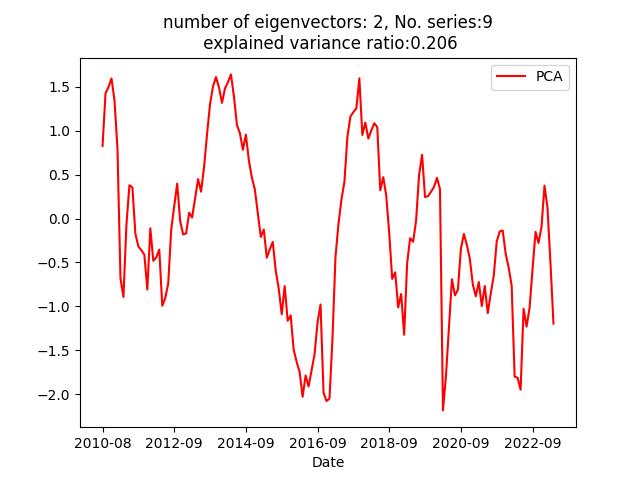 number of eigenvectors: 2, No. series:9
explained variance ratio:0.206
PCA
1.5
1.0
0.5
0.0
−0.5
−1.0
−1.5
−2.0
2010-08 2012-09 2014-09 2016-09 2018-09 2020-09 2022-09
Date